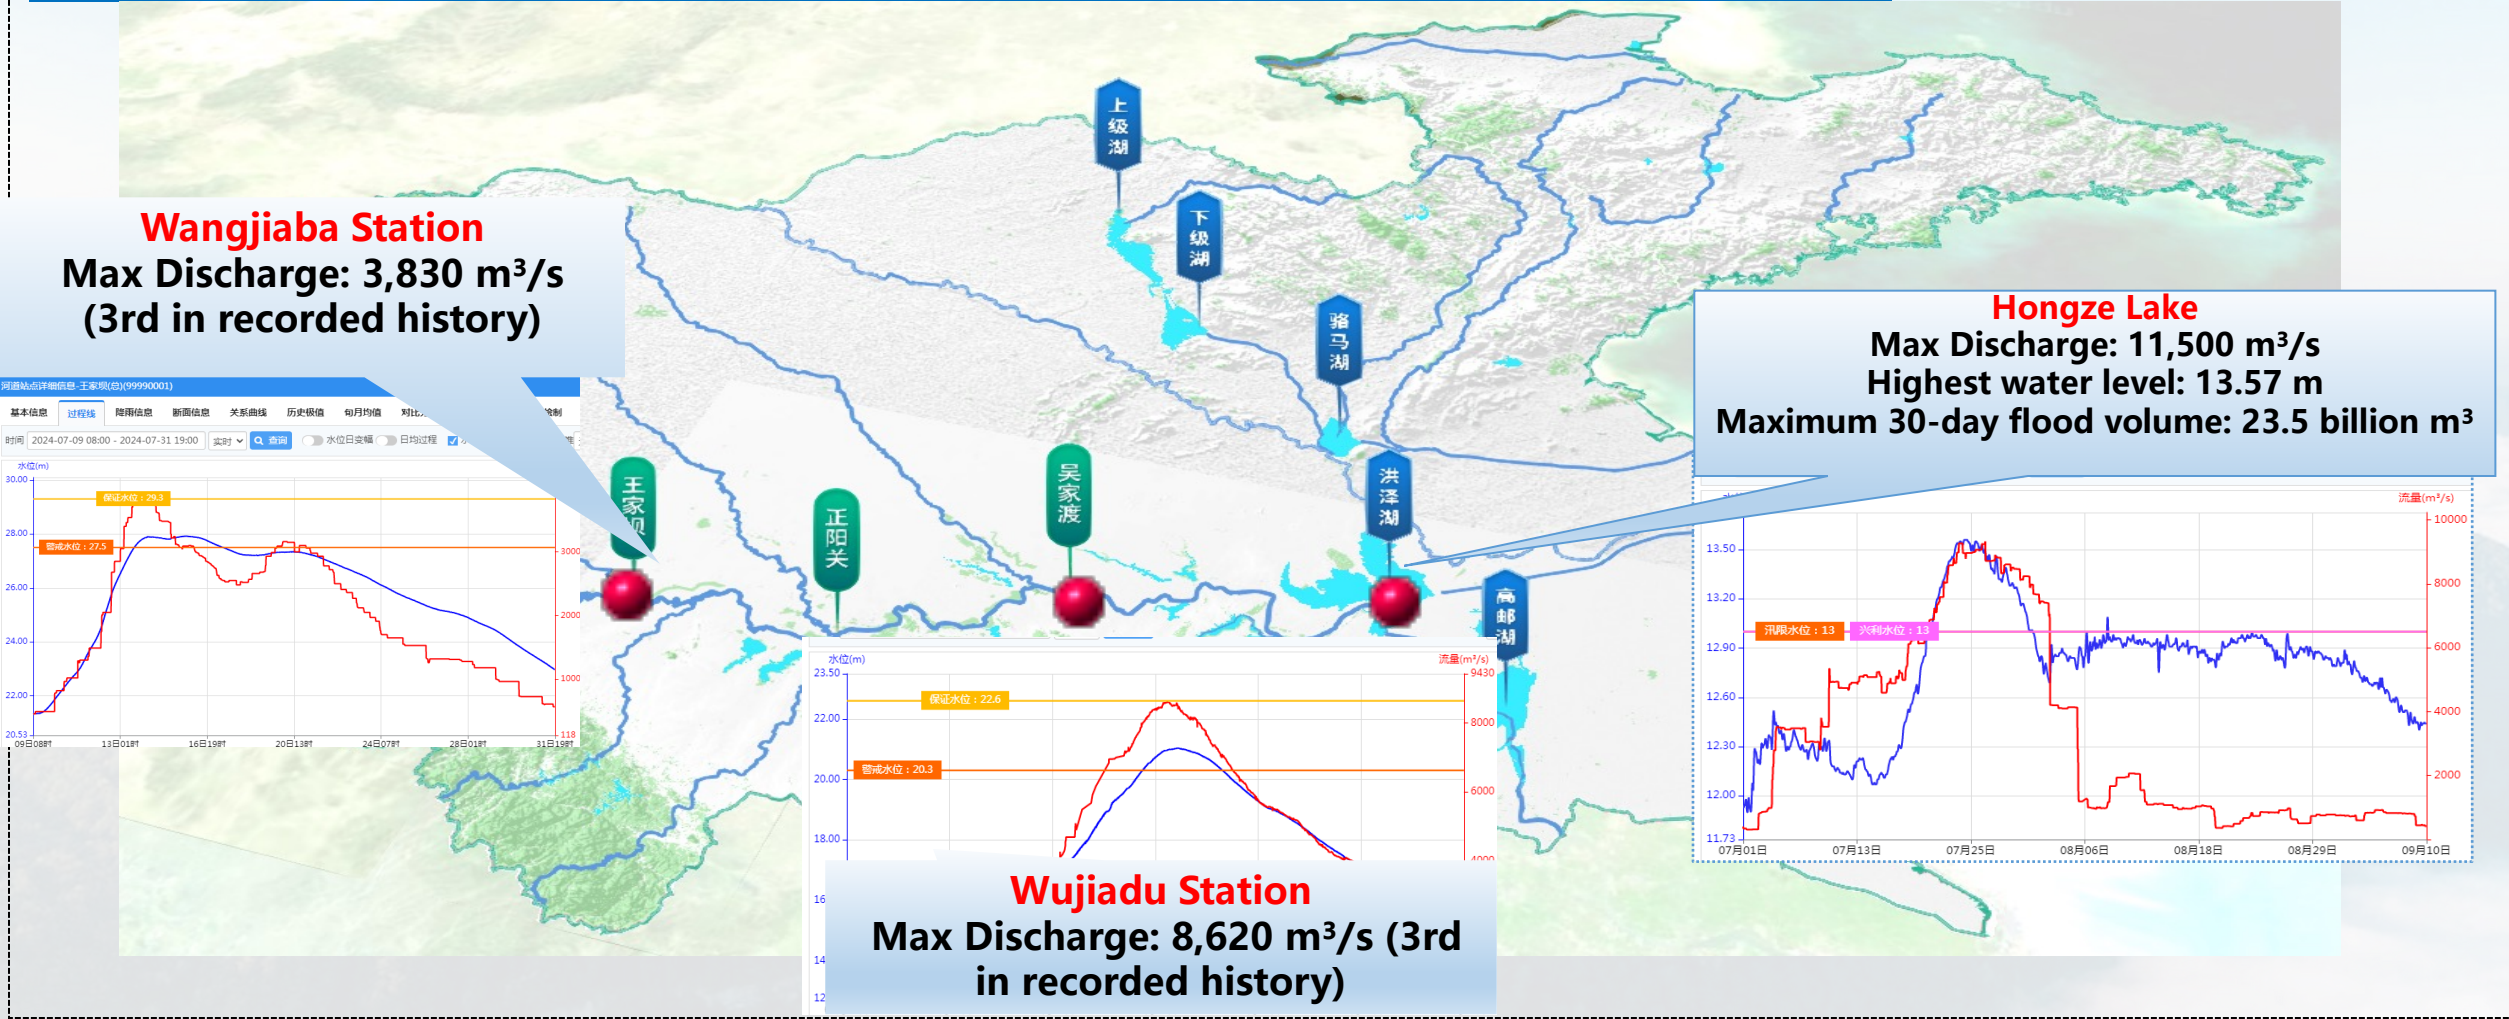 上级湖
下级湖
骆马湖
Wangjiaba Station
Max Discharge: 3,830 m³/s
(3rd in recorded history)
Hongze Lake
Max Discharge: 11,500 m³/s
Highest water level: 13.57 m
Maximum 30-day flood volume: 23.5 billion m³
河道站点详细信息-王家坝(总)(99990001)
基本信息 过程线 降雨信息 断面信息 关系曲线 历史极值 旬月均值
时间 2024-07-09 08:00 - 2024-07-31 19:00 实时 查询 水位日变幅 日均过程
水位(m)
30.00
28.00
26.00
24.00
22.00
20.53
保证水位：29.3
警戒水位：27.5
3000
2000
1000
118
09日08时 13日01时 16日19时 20日13时 24日07时 28日01时 31日19时
王家坝
正阳关
吴家渡
洪泽湖
高邮湖
水位(m)
流量(m³/s)
23.50
22.00
20.00
18.00
16
14
12
保证水位：22.6
警戒水位：20.3
9430
8000
6000
Wujiadu Station
Max Discharge: 8,620 m³/s (3rd
in recorded history)
流量(m³/s)
13.50
13.20
12.90
12.60
12.30
12.00
11.73
汛限水位：13
兴利水位：13
10000
8000
6000
4000
2000
07月01日 07月13日 07月25日 08月06日 08月18日 08月29日 09月10日